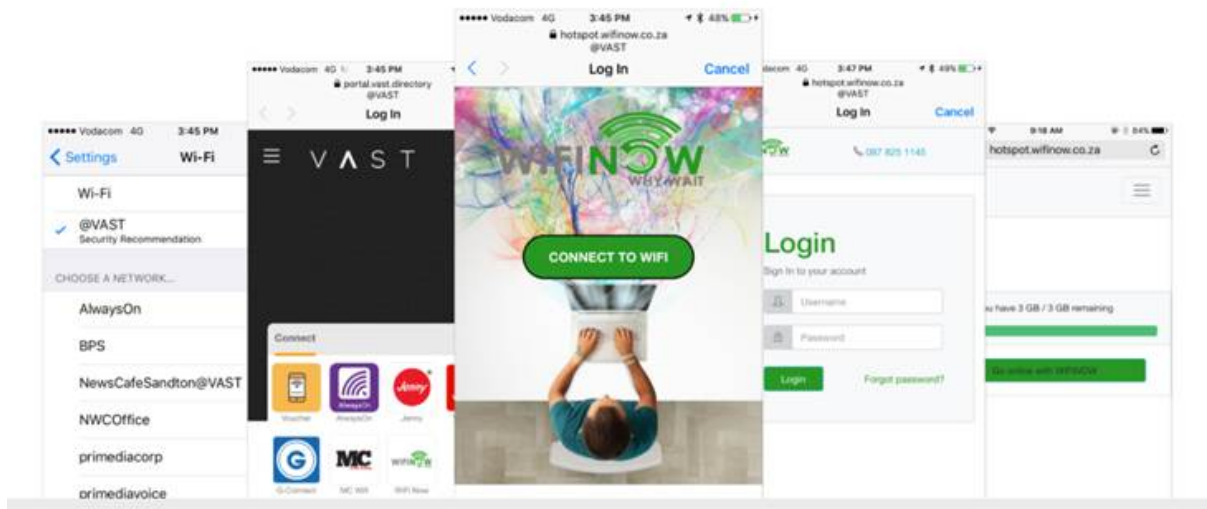 Vodacom 4G 3:45 PM
Settings Wi-Fi
Wi-Fi
@VAST
Security Recommendation
CHOOSE A NETWORK...
AlwaysOn
BPS
NewsCafeSandton@VAST
NWCOffice
primediacorp
primediavoice
Vodacom 4G 3:45 PM
portal.vast.directory
@VAST
Log In
VAST
Connect
Voucher AlwaysOn Jenny
G-Connect MC Wifi WiFi Now
Vodacom 4G 3:45 PM 48%
hotspot.wifinow.co.za
@VAST
Log In Cancel
WIFINOW
WHY WAIT
CONNECT TO WIFI
dacom 4G 3:47 PM 49%
hotspot.wifinow.co.za
@VAST
Log In Cancel
087 825 1145
Login
Sign In to your account
Username
Password
Login Forgot password?
9:18 AM 84%
hotspot.wifinow.co.za
ou have 3 GB / 3 GB remaining
Go online with WIFINOW